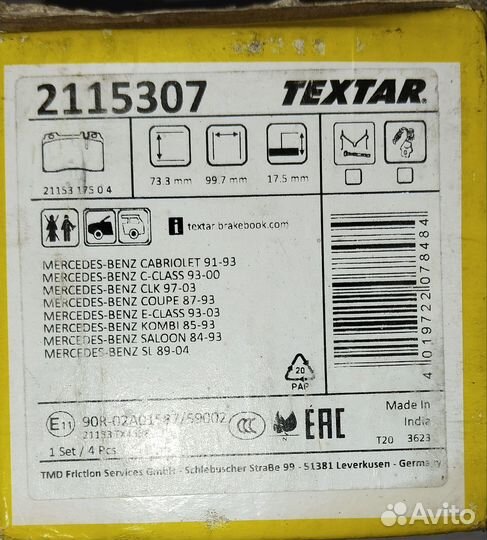 2115307 TEXTAR
21153 175 0 4
73.3 mm 99.7 mm 17.5 mm
i textar.brakebook.com
MERCEDES-BENZ CABRIOLET 91-93
MERCEDES-BENZ C-CLASS 93-00
MERCEDES-BENZ CLK 97-03
MERCEDES-BENZ COUPE 87-93
MERCEDES-BENZ E-CLASS 93-03
MERCEDES-BENZ KOMBI 85-93
MERCEDES-BENZ SALOON 84-93
MERCEDES-BENZ SL 89-04
4 019722 078484
20
PAP
E11 CCC N EAC
1 Set / 4 Pcs
Made In
India
T20 3623
TMD Friction Services GmbH - Schlebuscher Straße 99 - 51381 Leverkusen - Germany
Avito